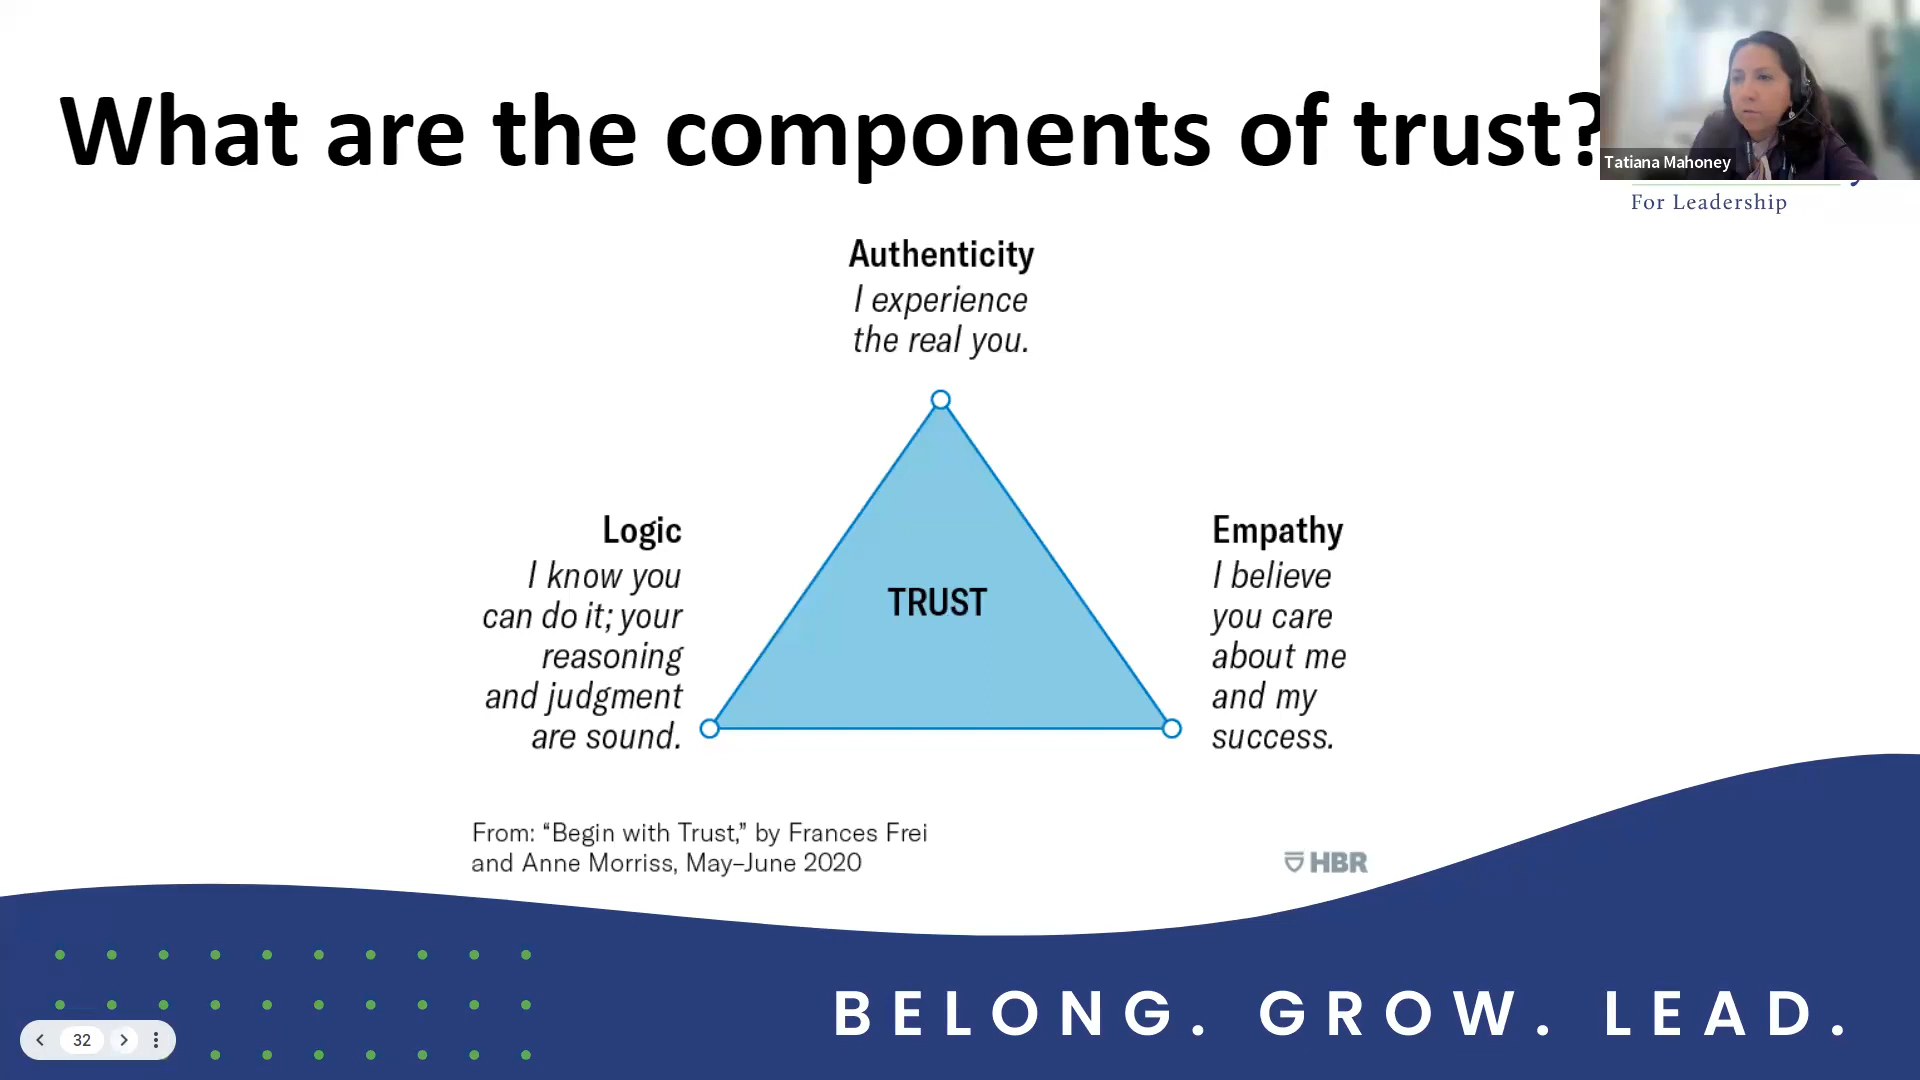 What are the components of trust?
Tatiana Mahoney
For Leadership
Authenticity
I experience
the real you.
Logic
I know you
can do it; your
reasoning
and judgment
are sound.
TRUST
Empathy
I believe
you care
about me
and my
success.
From: “Begin with Trust,” by Frances Frei
and Anne Morriss, May–June 2020
HBR
BELONG. GROW. LEAD.
32